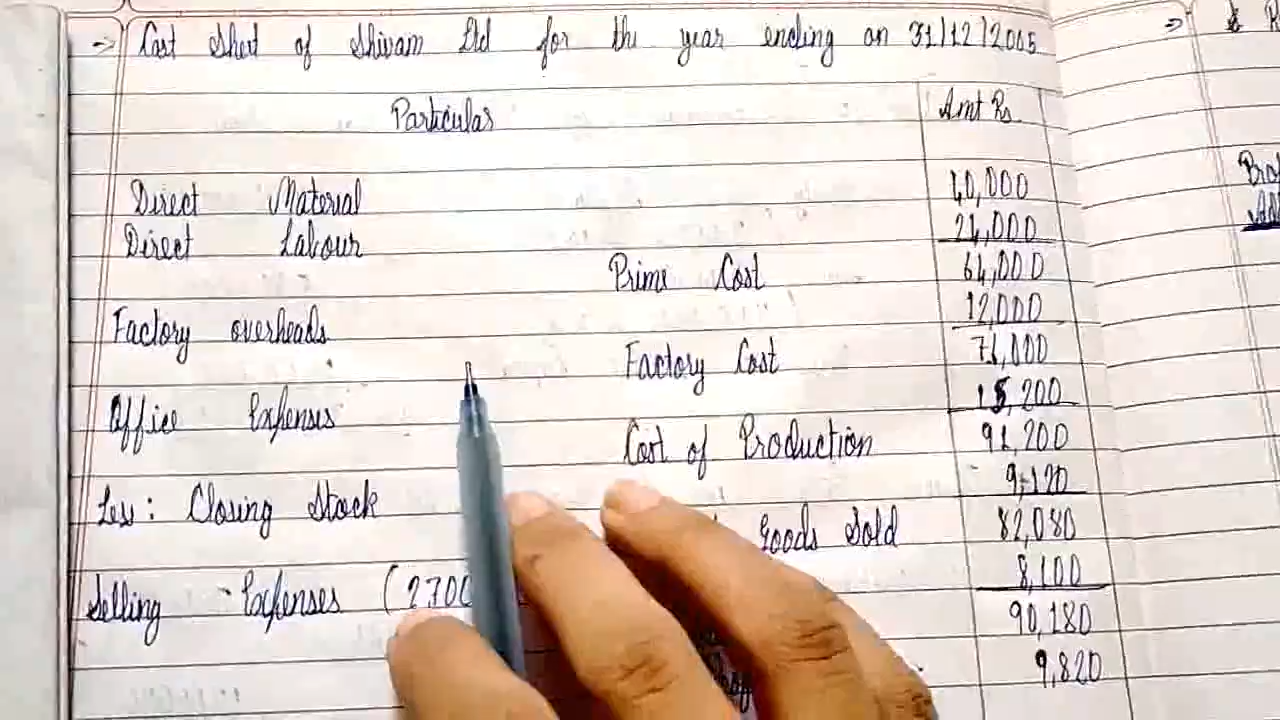 => Cost Sheet of Shivam Ltd for the year ending on 31/12/2005
Particulars Amt Rs
Direct Material 40,000
Direct Labour 24,000
Prime Cost 64,000
Factory overheads 12,000
Factory Cost 76,000
Office Expenses 15,200
Cost of Production 91,200
Less: Closing Stock 9,120
Goods Sold 82,080
Selling Expenses (2700 8,100
90,180
9,820
=>